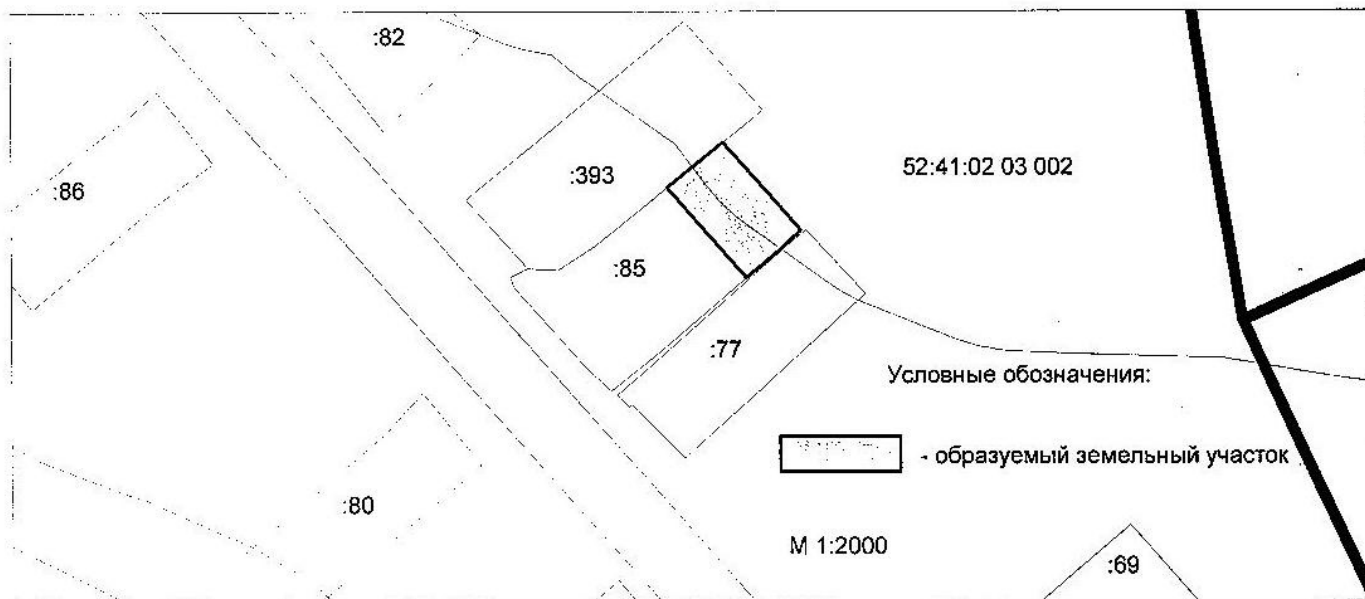 :82
:86
:393
52:41:02 03 002
:85
:77
Условные обозначения:
- образуемый земельный участок
:80
М 1:2000
:69